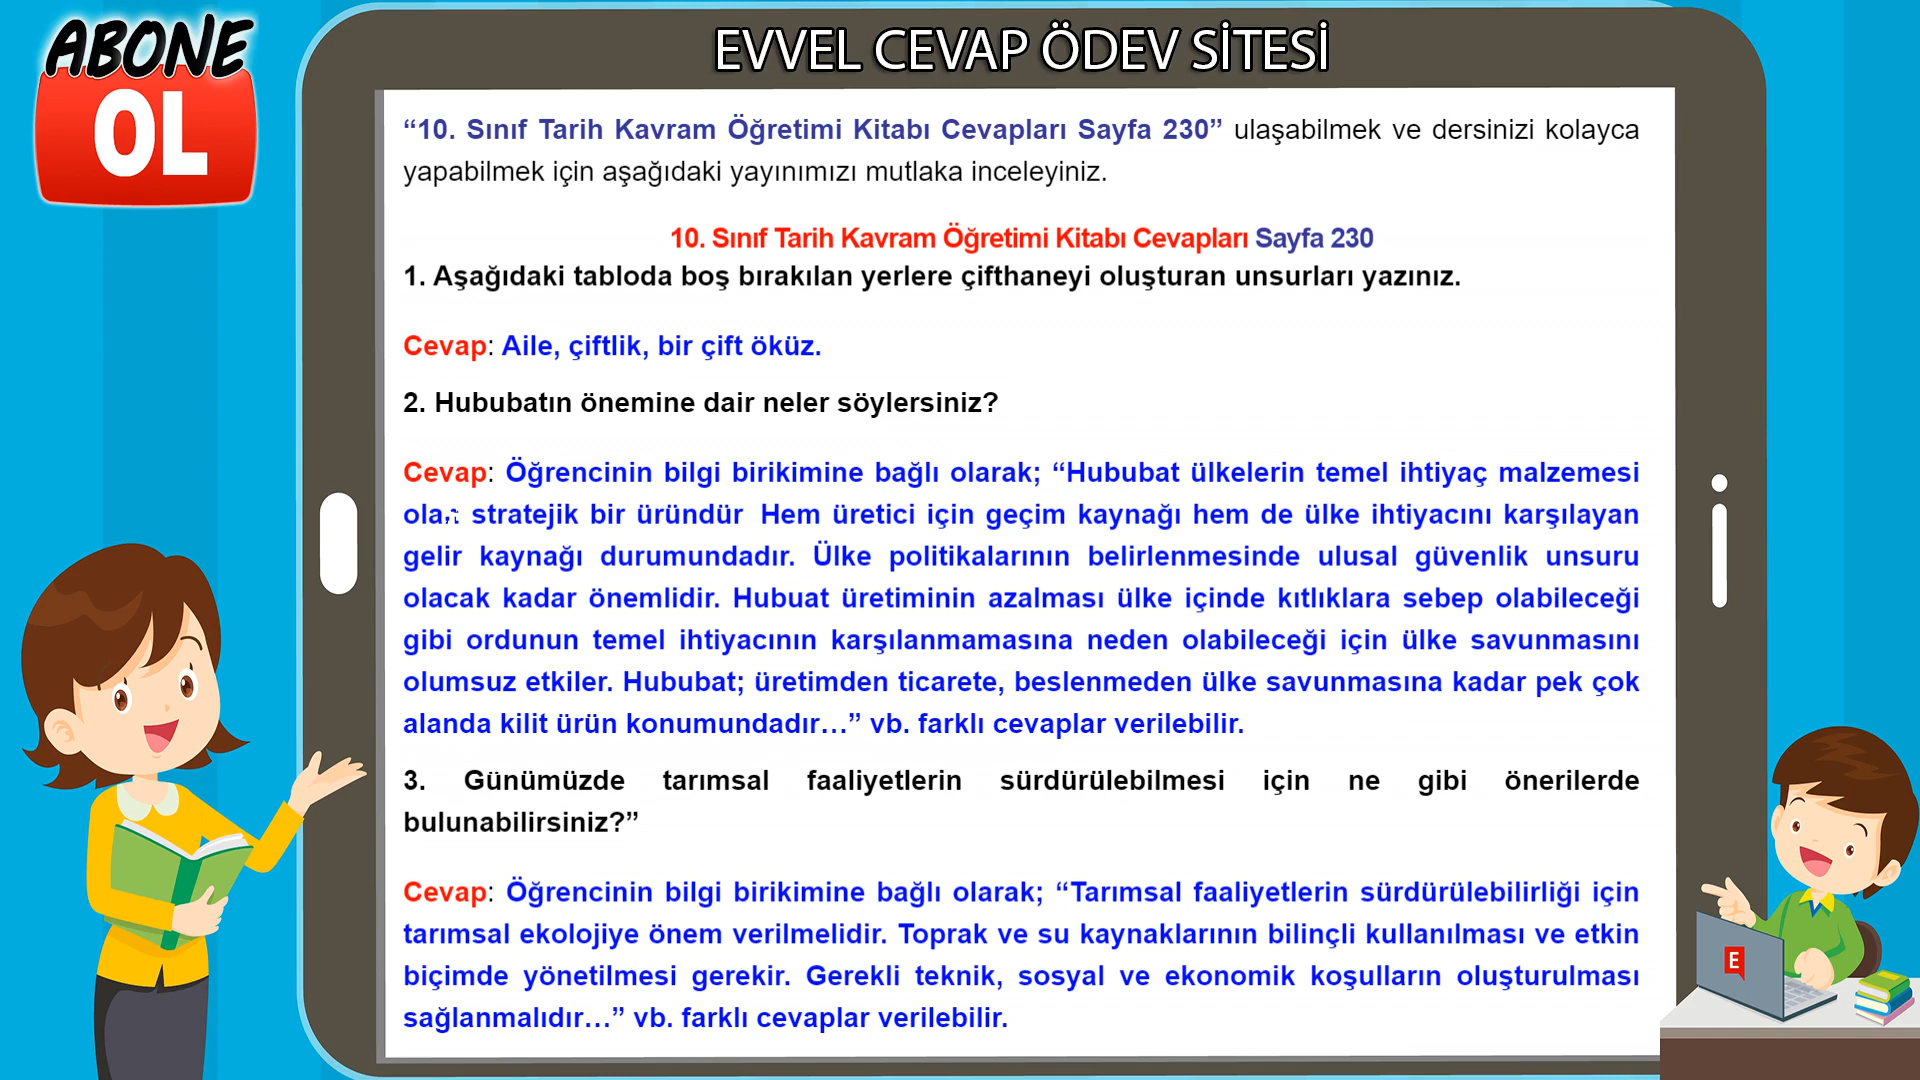 ABONE
OL
EVVEL CEVAP ÖDEV SİTESİ
“10. Sınıf Tarih Kavram Öğretimi Kitabı Cevapları Sayfa 230” ulaşabilmek ve dersinizi kolayca
yapabilmek için aşağıdaki yayınımızı mutlaka inceleyiniz.
10. Sınıf Tarih Kavram Öğretimi Kitabı Cevapları Sayfa 230
1. Aşağıdaki tabloda boş bırakılan yerlere çifthaneyi oluşturan unsurları yazınız.
Cevap: Aile, çiftlik, bir çift öküz.
2. Hububatın önemine dair neler söylersiniz?
Cevap: Öğrencinin bilgi birikimine bağlı olarak; “Hububat ülkelerin temel ihtiyaç malzemesi
olan stratejik bir üründür Hem üretici için geçim kaynağı hem de ülke ihtiyacını karşılayan
gelir kaynağı durumundadır. Ülke politikalarının belirlenmesinde ulusal güvenlik unsuru
olacak kadar önemlidir. Hubuat üretiminin azalması ülke içinde kıtlıklara sebep olabileceği
gibi ordunun temel ihtiyacının karşılanmamasına neden olabileceği için ülke savunmasını
olumsuz etkiler. Hububat; üretimden ticarete, beslenmeden ülke savunmasına kadar pek çok
alanda kilit ürün konumundadır…” vb. farklı cevaplar verilebilir.
3. Günümüzde tarımsal faaliyetlerin sürdürülebilmesi için ne gibi önerilerde
bulunabilirsiniz?”
Cevap: Öğrencinin bilgi birikimine bağlı olarak; “Tarımsal faaliyetlerin sürdürülebilirliği için
tarımsal ekolojiye önem verilmelidir. Toprak ve su kaynaklarının bilinçli kullanılması ve etkin
biçimde yönetilmesi gerekir. Gerekli teknik, sosyal ve ekonomik koşulların oluşturulması
sağlanmalıdır…” vb. farklı cevaplar verilebilir.
E